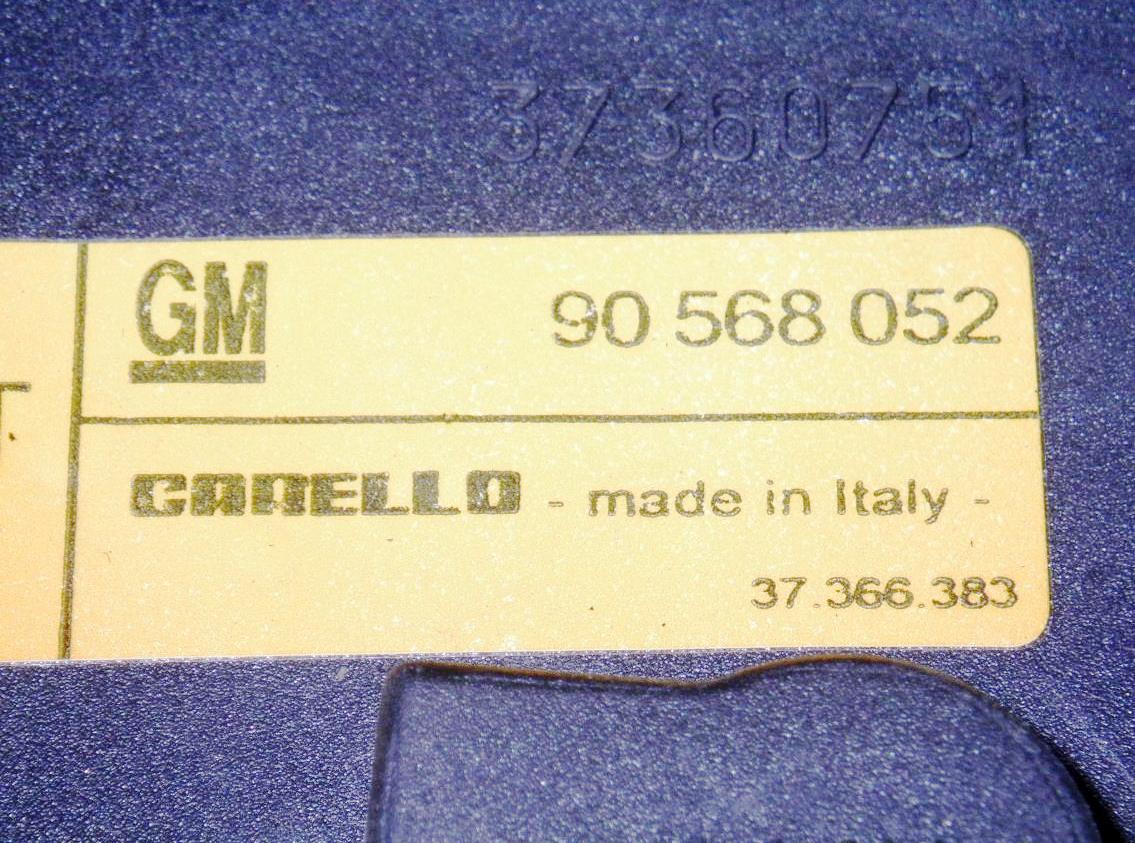 37360751
GM
90 568 052
T
CARELLO - made in Italy -
37.366.383